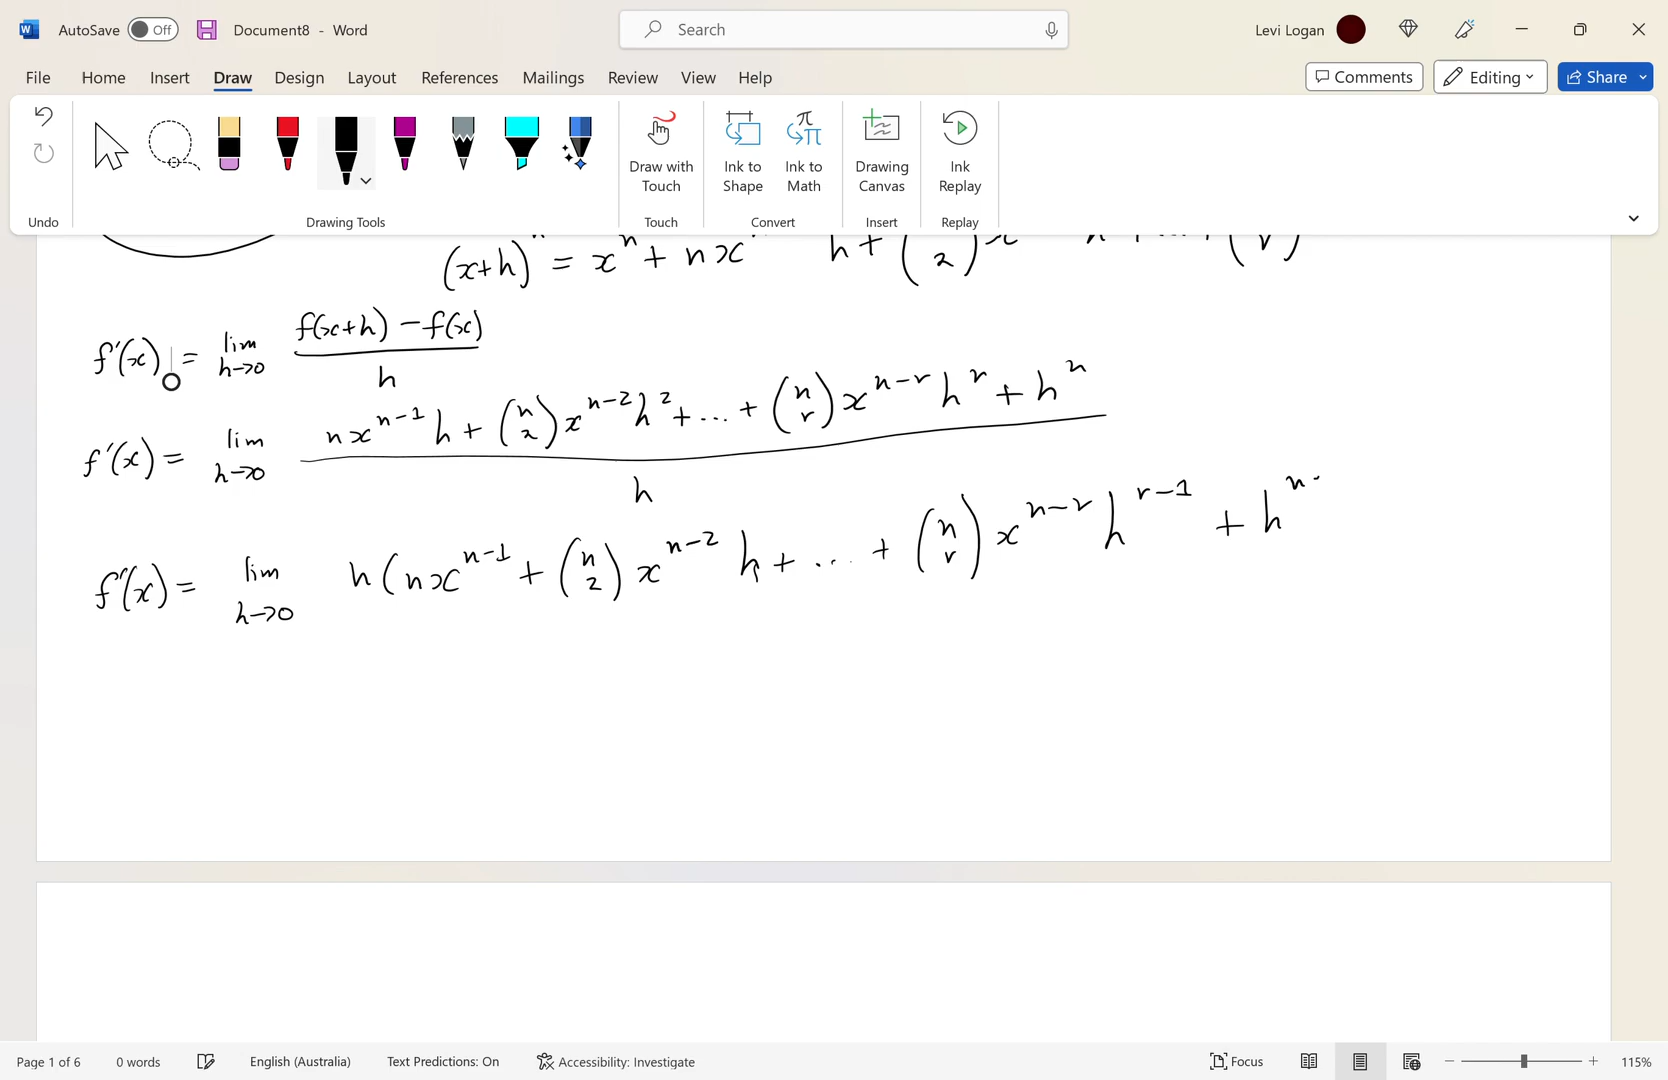 AutoSave Off Document8 - Word Search Levi Logan
File Home Insert Draw Design Layout References Mailings Review View Help Comments Editing Share
Draw with Touch
Ink to Shape
Ink to Math
Drawing Canvas
Ink Replay
Undo Drawing Tools Touch Convert Insert Replay
(x+h) = x^n + nx h + (2)
f'(x) = lim h→0 f(x+h) - f(x) / h
f'(x) = lim h→0 nx^{n-1}h + (n 2)x^{n-2}h^2 + ... + (n r)x^{n-r}h^r + h^n / h
f'(x) = lim h→0 h(nx^{n-1} + (n 2)x^{n-2}h + ... + (n r)x^{n-r}h^{r-1} + h^{n-
Page 1 of 6 0 words English (Australia) Text Predictions: On Accessibility: Investigate Focus 115%